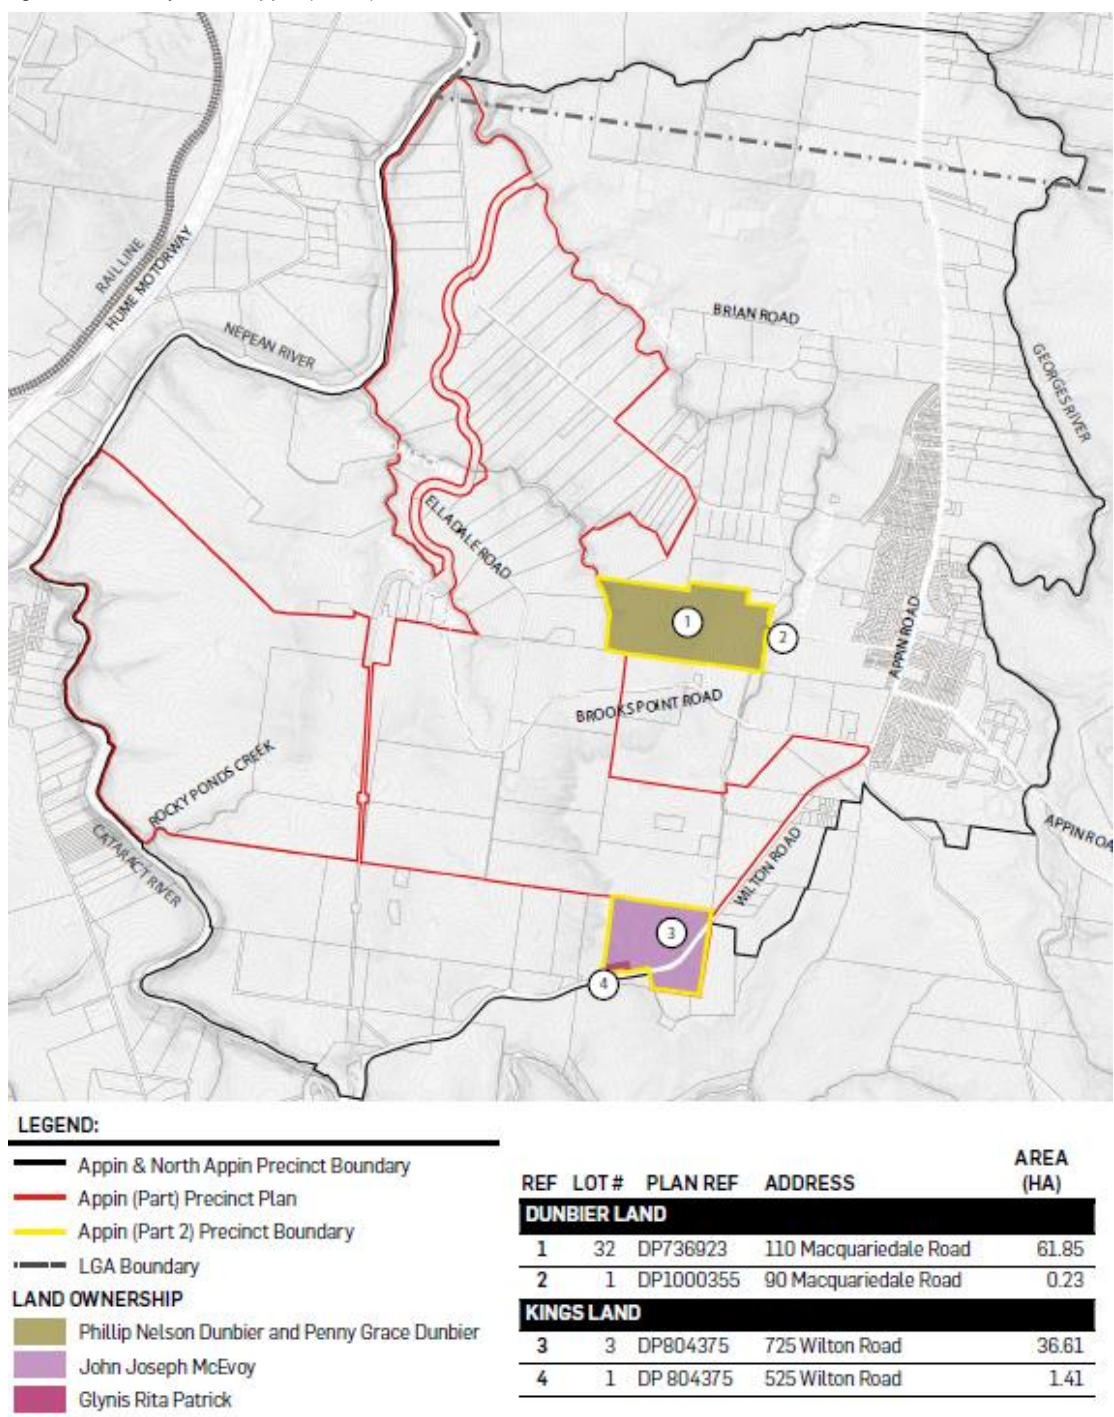 RAIL LINE
HUME MOTORWAY
NEPEAN RIVER
BRIAN ROAD
GEORGES RIVER
ELLADALE ROAD
1
2
APPIN ROAD
BROOKS POINT ROAD
ROCKY PONDS CREEK
CATARACT RIVER
WILTON ROAD
APPIN ROA
3
4
LEGEND:
Appin & North Appin Precinct Boundary
Appin (Part) Precinct Plan
Appin (Part 2) Precinct Boundary
LGA Boundary
LAND OWNERSHIP
Phillip Nelson Dunbier and Penny Grace Dunbier
John Joseph McEvoy
Glynis Rita Patrick
REF LOT # PLAN REF ADDRESS AREA (HA)
DUNBIER LAND
1 32 DP736923 110 Macquariedale Road 61.85
2 1 DP1000355 90 Macquariedale Road 0.23
KINGS LAND
3 3 DP804375 725 Wilton Road 36.61
4 1 DP 804375 525 Wilton Road 1.41